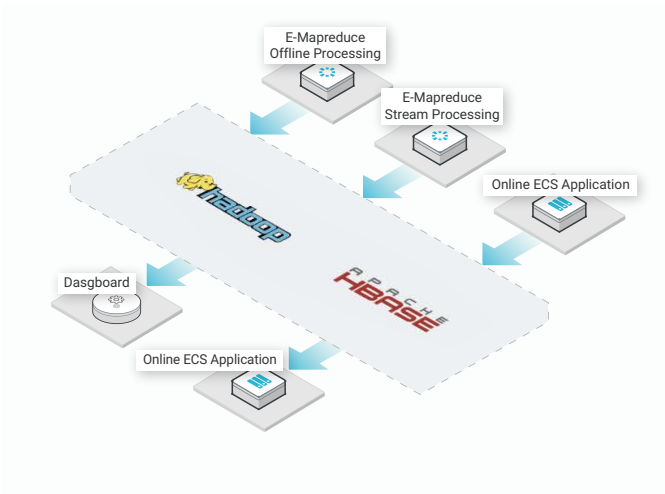 E-Mapreduce
Offline Processing
E-Mapreduce
Stream Processing
Online ECS Application
hadoop
APACHE
HBASE
Dasgboard
Online ECS Application